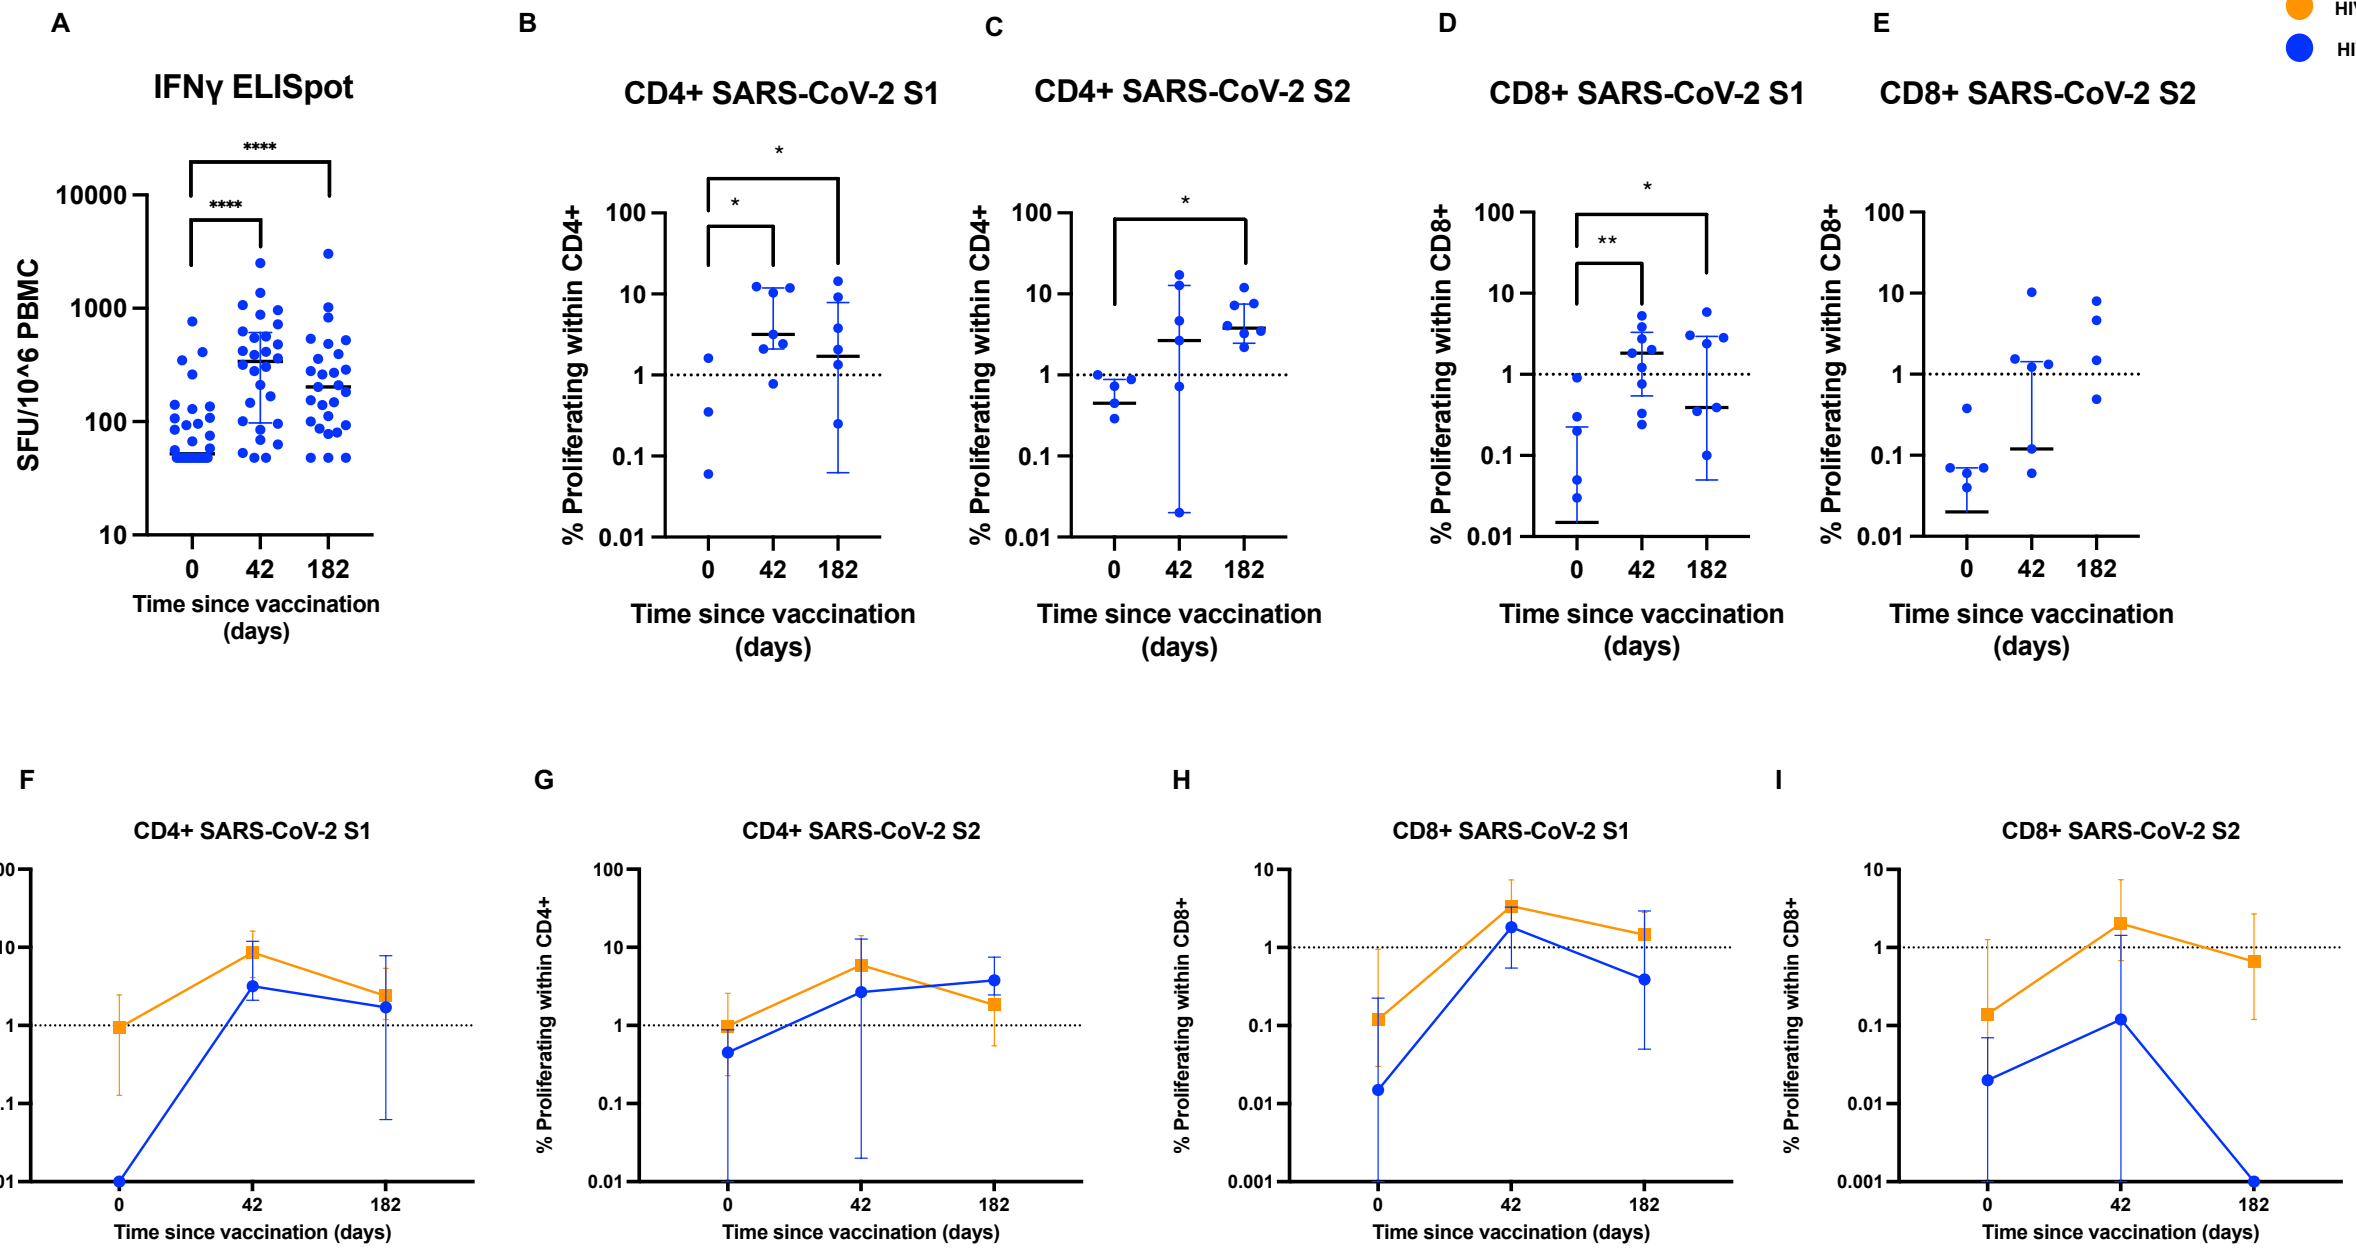 A
B
C
D
E
HIV
HI
IFNγ ELISpot
CD4+ SARS-CoV-2 S1
CD4+ SARS-CoV-2 S2
CD8+ SARS-CoV-2 S1
CD8+ SARS-CoV-2 S2
SFU/10^6 PBMC
10000
1000
100
10
****
****
0 42 182
Time since vaccination
(days)
% Proliferating within CD4+
100
10
1
0.1
0.01
*
*
0 42 182
Time since vaccination
(days)
% Proliferating within CD4+
100
10
1
0.1
0.01
*
0 42 182
Time since vaccination
(days)
% Proliferating within CD8+
100
10
1
0.1
0.01
*
**
0 42 182
Time since vaccination
(days)
% Proliferating within CD8+
100
10
1
0.1
0.01
0 42 182
Time since vaccination
(days)
F
G
H
I
CD4+ SARS-CoV-2 S1
00
10
1
.1
01
0 42 182
Time since vaccination (days)
CD4+ SARS-CoV-2 S2
% Proliferating within CD4+
100
10
1
0.1
0.01
0 42 182
Time since vaccination (days)
CD8+ SARS-CoV-2 S1
% Proliferating within CD8+
10
1
0.1
0.01
0.001
0 42 182
Time since vaccination (days)
CD8+ SARS-CoV-2 S2
% Proliferating within CD8+
10
1
0.1
0.01
0.001
0 42 182
Time since vaccination (days)